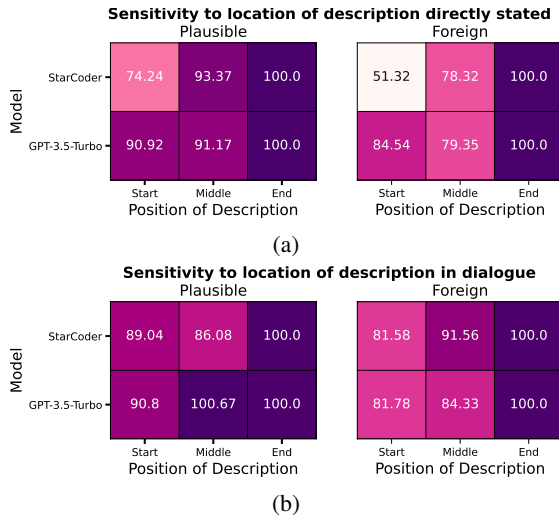 Sensitivity to location of description directly stated
Plausible Foreign
StarCoder 74.24 93.37 100.0 51.32 78.32 100.0
Model
GPT-3.5-Turbo 90.92 91.17 100.0 84.54 79.35 100.0
Start Middle End Start Middle End
Position of Description Position of Description
(a)
Sensitivity to location of description in dialogue
Plausible Foreign
StarCoder 89.04 86.08 100.0 81.58 91.56 100.0
Model
GPT-3.5-Turbo 90.8 100.67 100.0 81.78 84.33 100.0
Start Middle End Start Middle End
Position of Description Position of Description
(b)